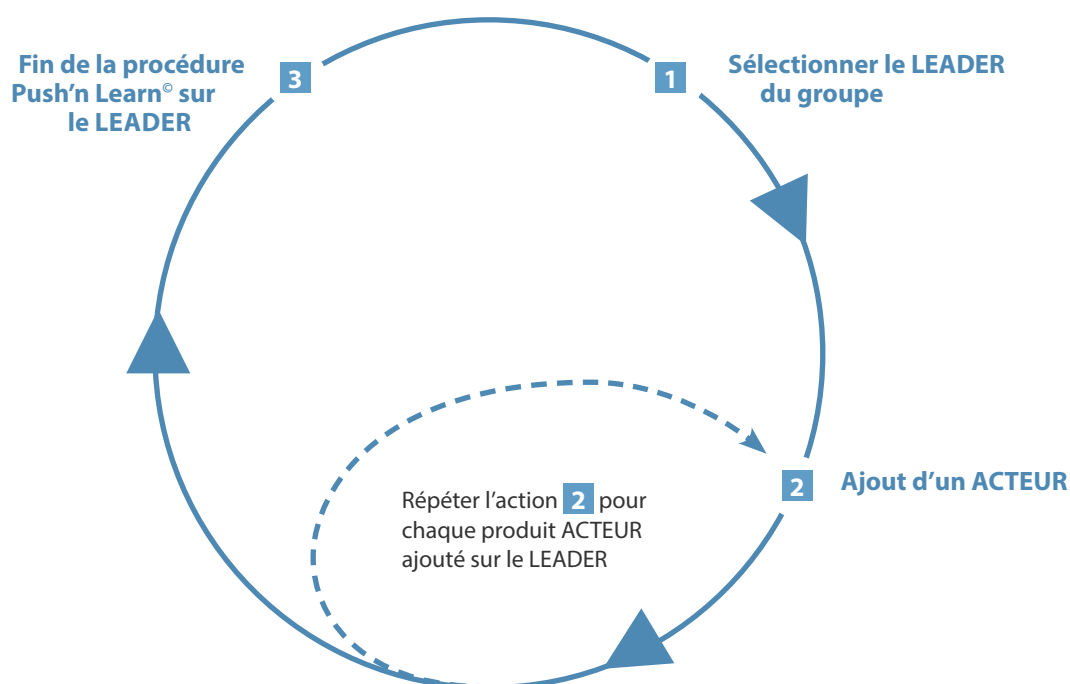 Fin de la procédure
Push’n Learn© sur
le LEADER
3
1
Sélectionner le LEADER
du groupe
2
Ajout d’un ACTEUR
Répéter l’action 2 pour
chaque produit ACTEUR
ajouté sur le LEADER